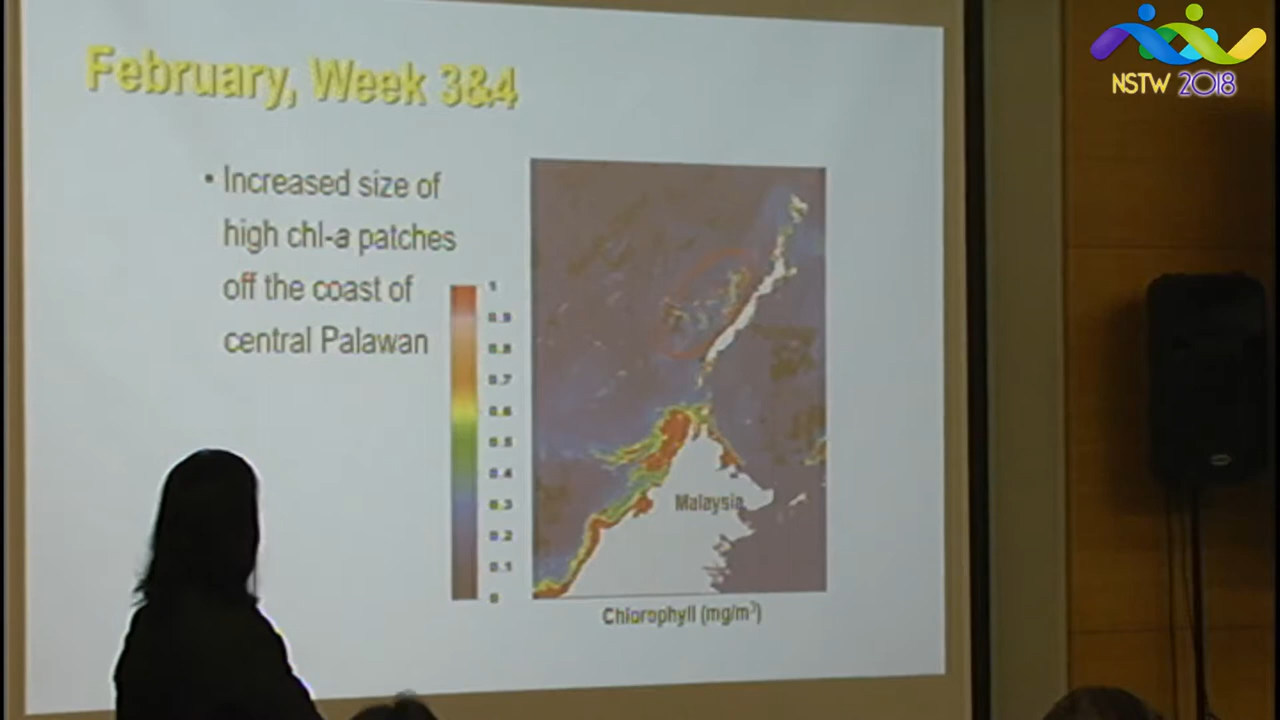 NSTW 2018
February, Week 3&4
• Increased size of
high chl-a patches
off the coast of
central Palawan
1
0.9
0.8
0.7
0.6
0.5
0.4
0.3
0.2
0.1
0
Malaysia
Chlorophyll (mg/m³)